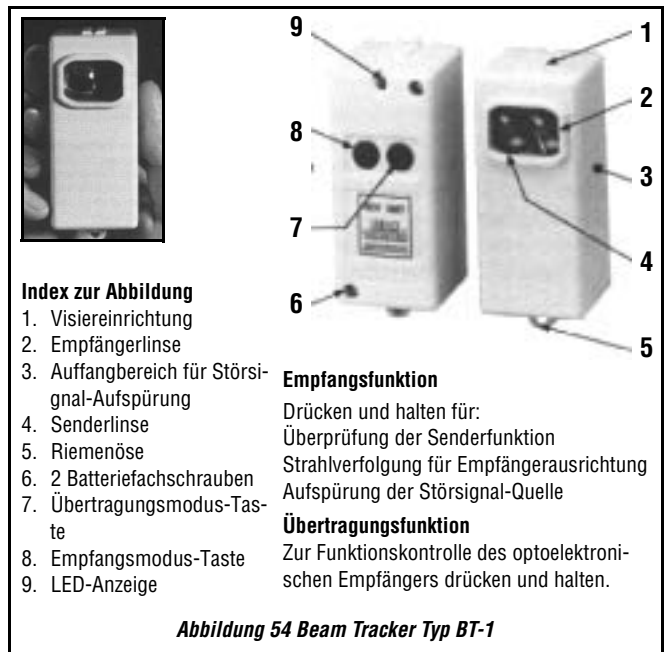 9
8
7
6
1
2
3
4
5
Index zur Abbildung
1. Visiereinrichtung
2. Empfängerlinse
3. Auffangbereich für Störsi-
gnal-Aufspürung
4. Senderlinse
5. Riemenöse
6. 2 Batteriefachschrauben
7. Übertragungsmodus-Tas-
te
8. Empfangsmodus-Taste
9. LED-Anzeige
Empfangsfunktion
Drücken und halten für:
Überprüfung der Senderfunktion
Strahlverfolgung für Empfängerausrichtung
Aufspürung der Störsignal-Quelle
Übertragungsfunktion
Zur Funktionskontrolle des optoelektroni-
schen Empfängers drücken und halten.
Abbildung 54 Beam Tracker Typ BT-1